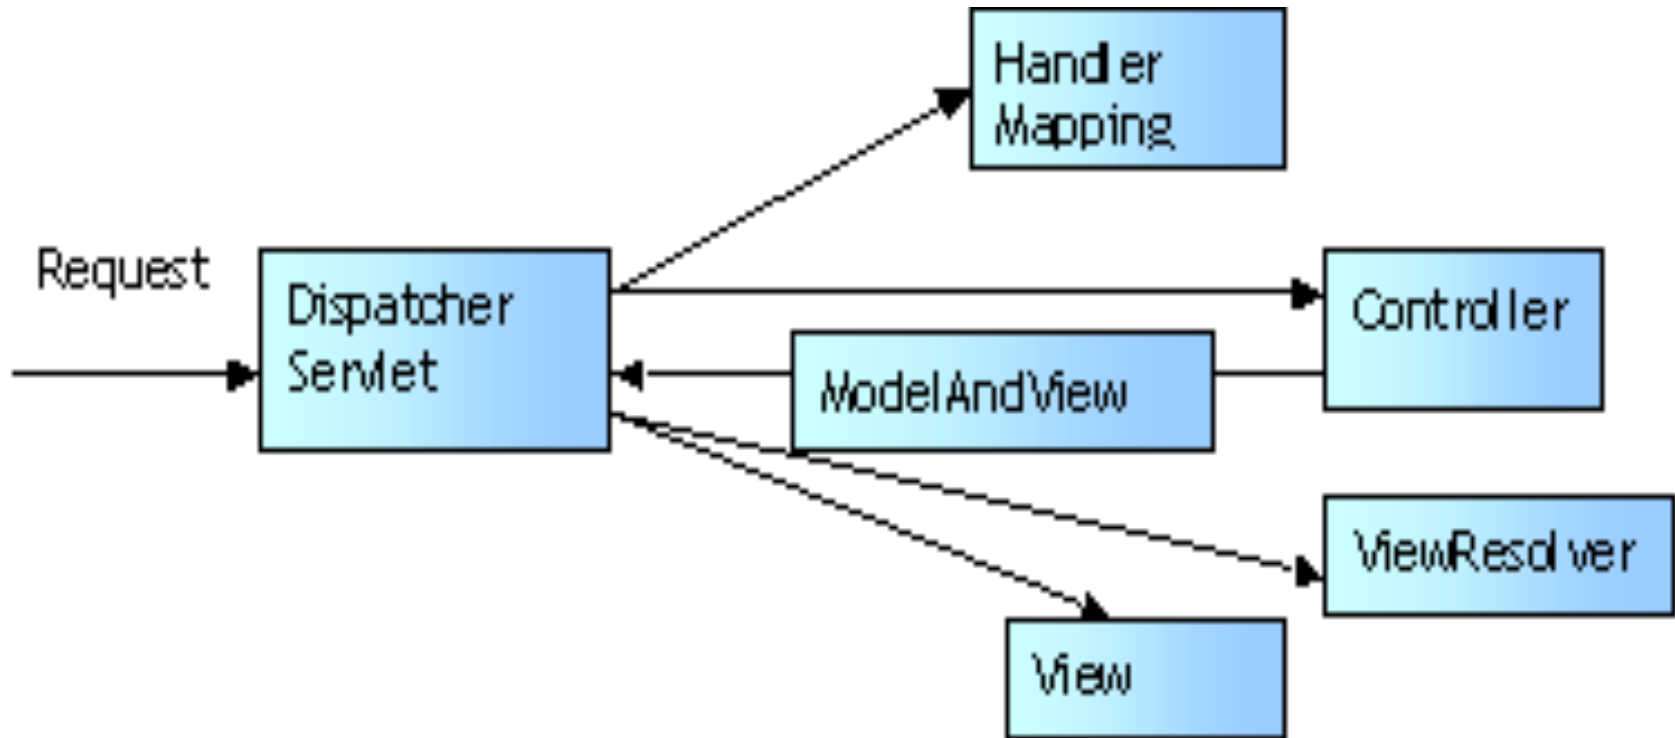 Handler
Mapping
Request
Dispatcher
Servlet
Controller
ModelAndView
ViewResolver
View